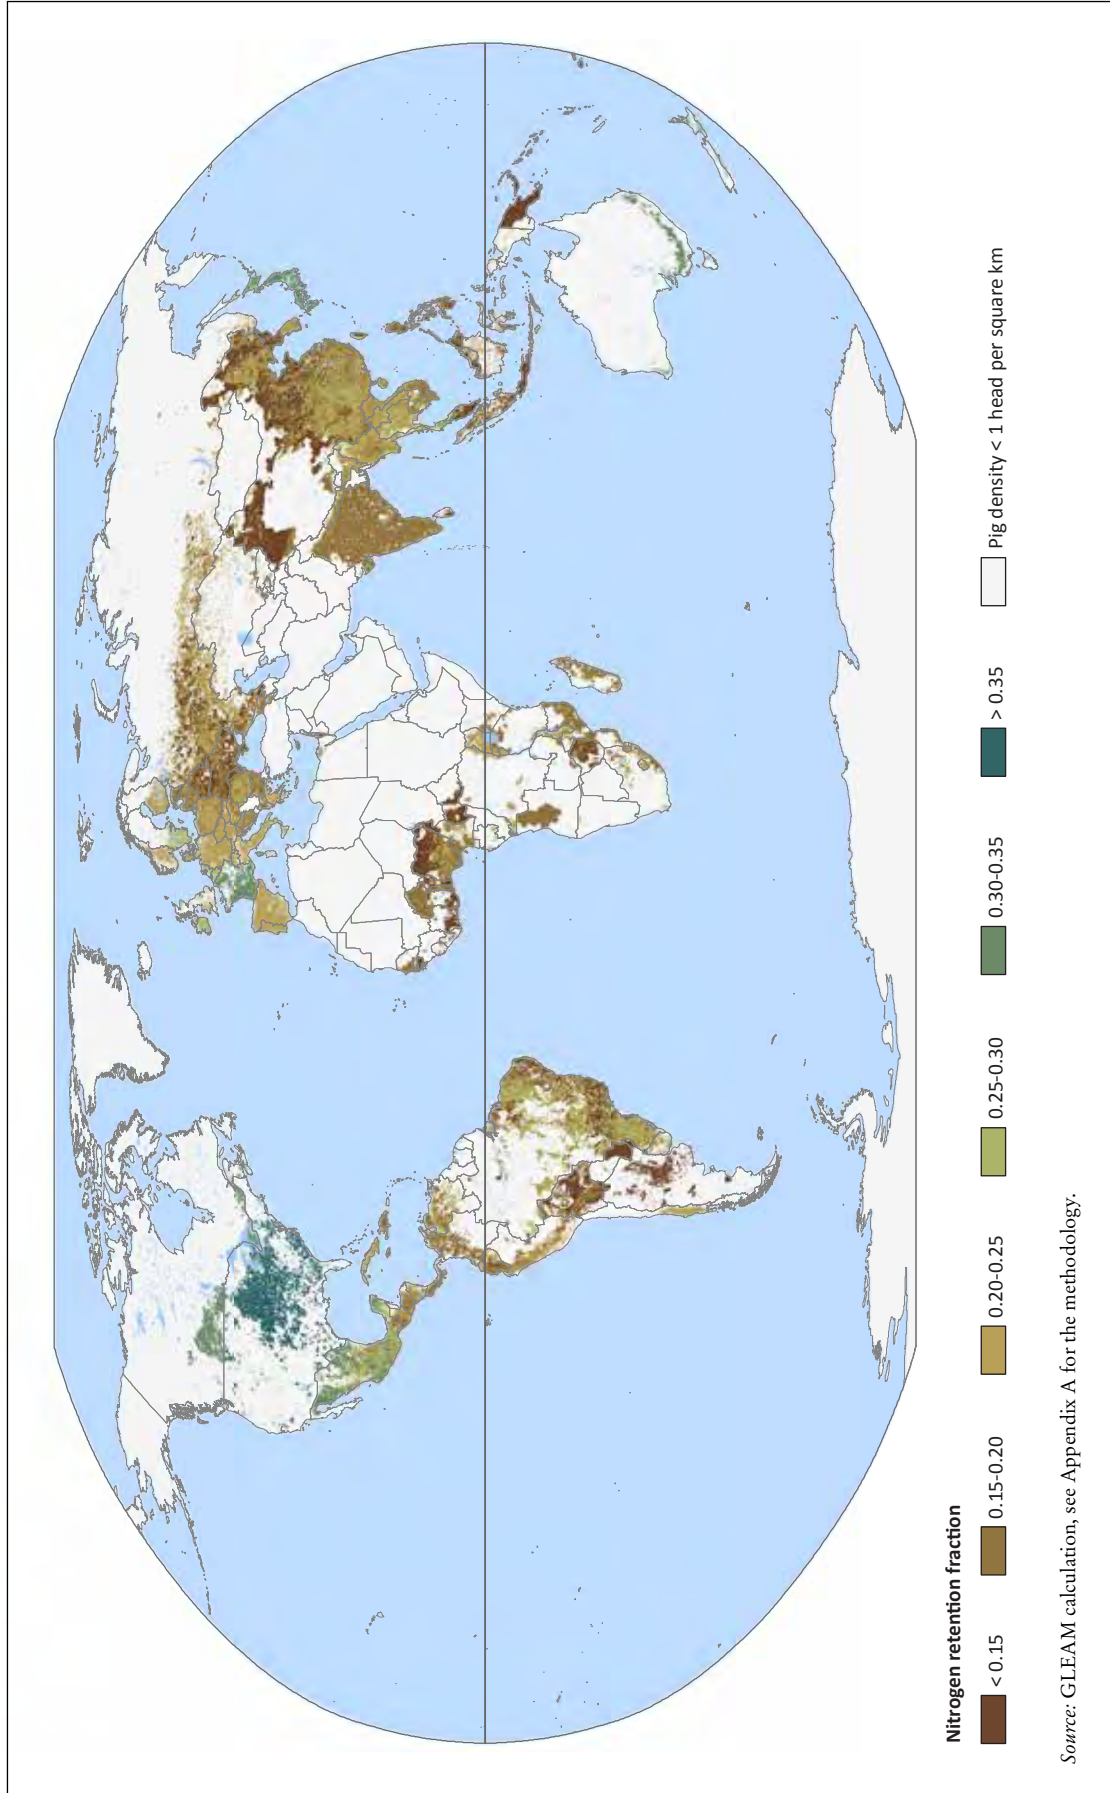 Nitrogen retention fraction
< 0.15
0.15-0.20
0.20-0.25
0.25-0.30
0.30-0.35
> 0.35
Pig density < 1 head per square km
Source: GLEAM calculation, see Appendix A for the methodology.